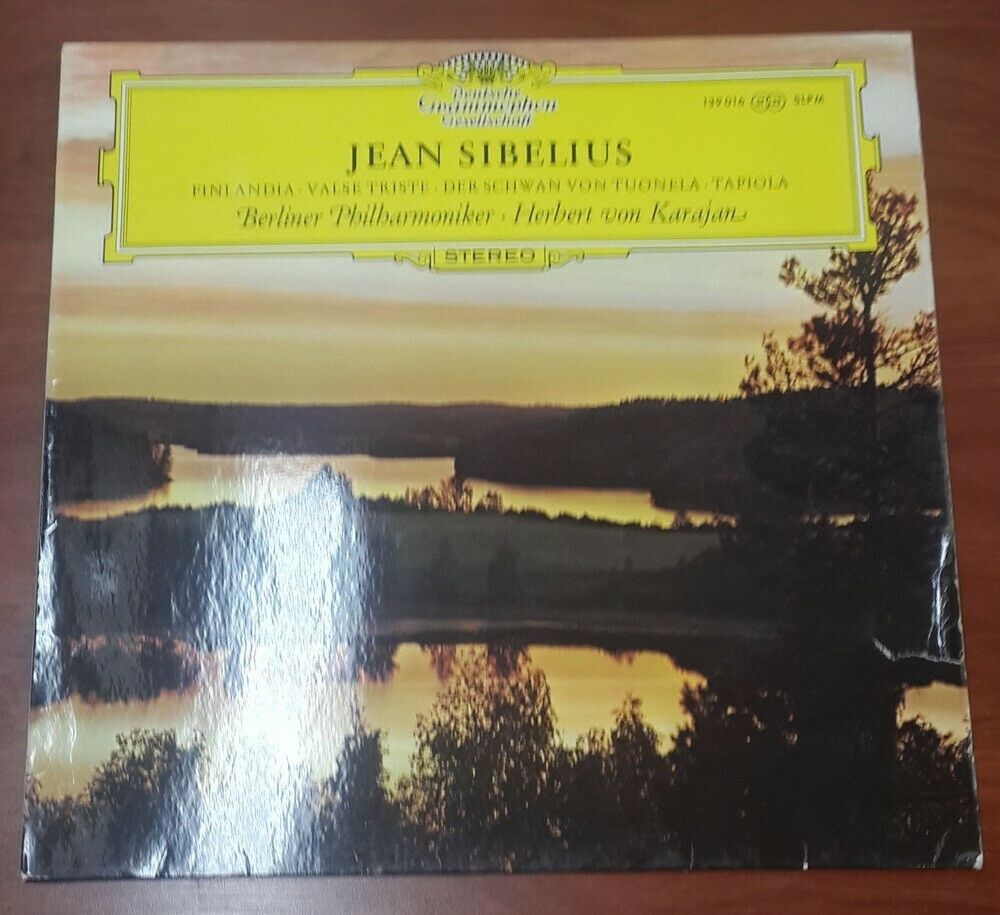 Deutsche
Grammophon
Gesellschaft
139 016 SLPM
JEAN SIBELIUS
FINLANDIA · VALSE TRISTE · DER SCHWAN VON TUONELA · TAPIOLA
Berliner Philharmoniker · Herbert von Karajan
STEREO